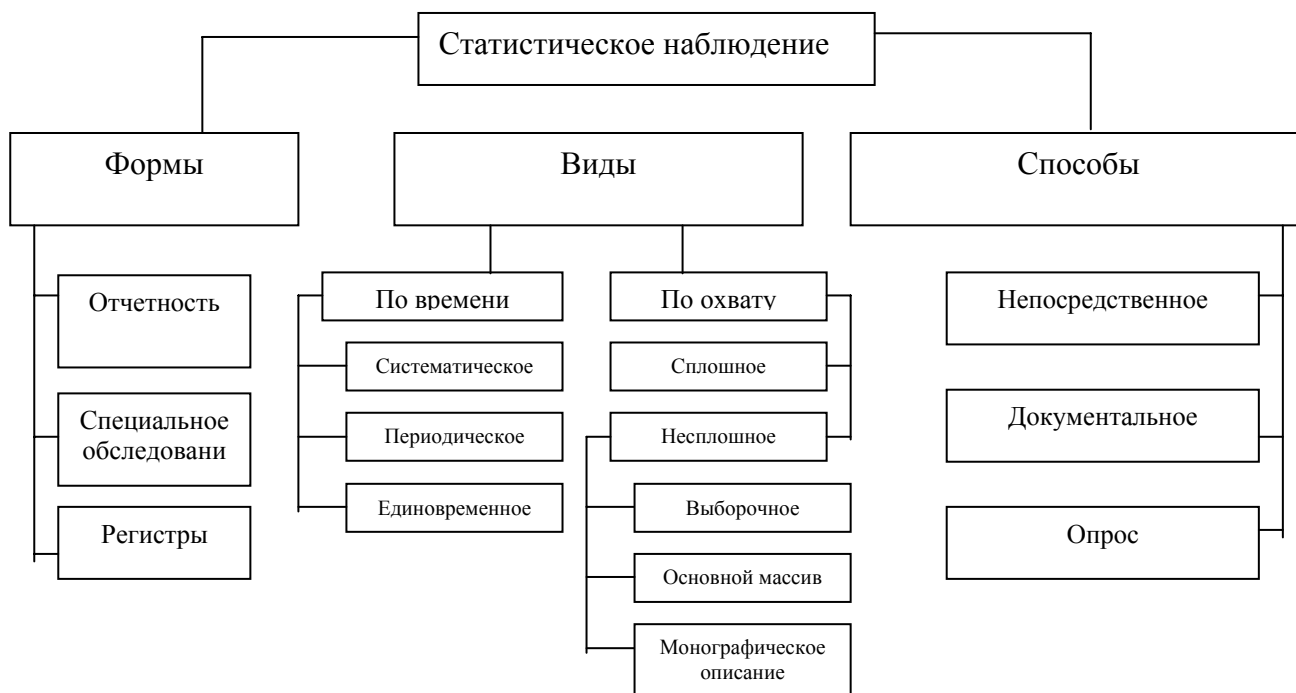 Статистическое наблюдение
Формы
Виды
Способы
Отчетность
Специальное
обследовани
Регистры
По времени
Систематическое
Периодическое
Единовременное
По охвату
Сплошное
Несплошное
Выборочное
Основной массив
Монографическое
описание
Непосредственное
Документальное
Опрос